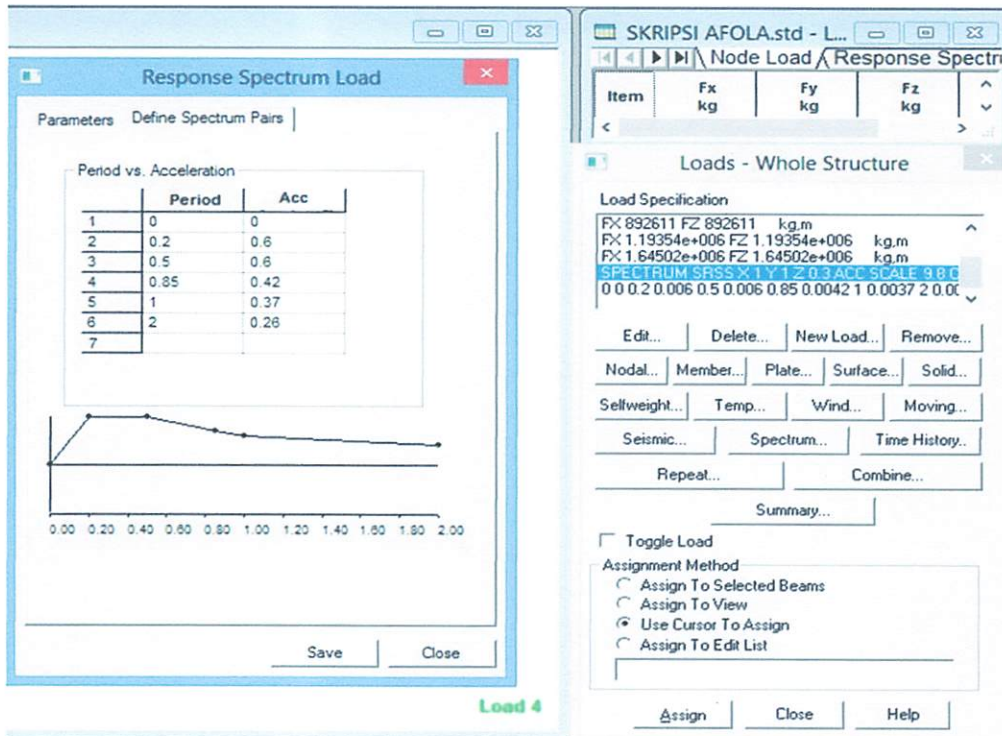 SKRIPSI AFOLA.std - L...
Node Load Response Spectru
Item Fx kg Fy kg Fz kg
Response Spectrum Load
Parameters Define Spectrum Pairs
Period vs. Acceleration
Period Acc
1 0 0
2 0.2 0.6
3 0.5 0.6
4 0.85 0.42
5 1 0.37
6 2 0.26
7
0.00 0.20 0.40 0.60 0.80 1.00 1.20 1.40 1.60 1.80 2.00
Save Close
Load 4
Loads - Whole Structure
Load Specification
FX 892611 FZ 892611 kg,m
FX 1.19354e+006 FZ 1.19354e+006 kg,m
FX 1.64502e+006 FZ 1.64502e+006 kg,m
SPECTRUM SRSS X 1 Y 1 Z 0.3 ACC SCALE 9.8
0 0 0.2 0.006 0.5 0.006 0.85 0.0042 1 0.0037 2 0.00
Edit... Delete... New Load... Remove...
Nodal... Member... Plate... Surface... Solid...
Selfweight... Temp... Wind... Moving...
Seismic... Spectrum... Time History..
Repeat... Combine...
Summary...
Toggle Load
Assignment Method
Assign To Selected Beams
Assign To View
Use Cursor To Assign
Assign To Edit List
Assign Close Help